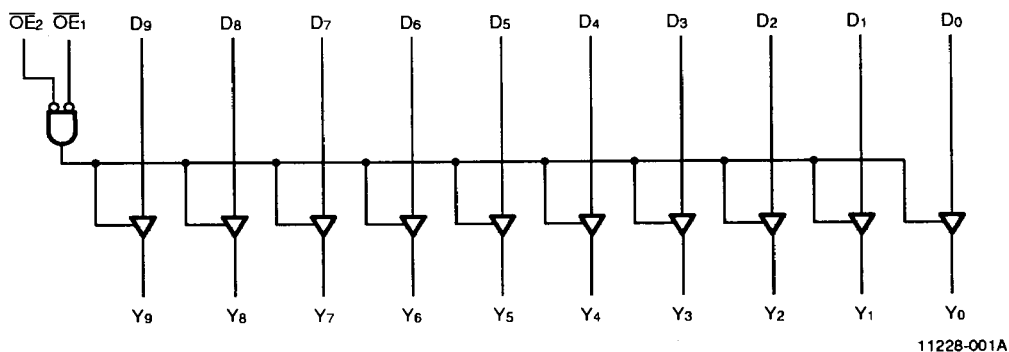 OE2 OE1 D9 D8 D7 D6 D5 D4 D3 D2 D1 D0
Y9 Y8 Y7 Y6 Y5 Y4 Y3 Y2 Y1 Y0
11228-001A